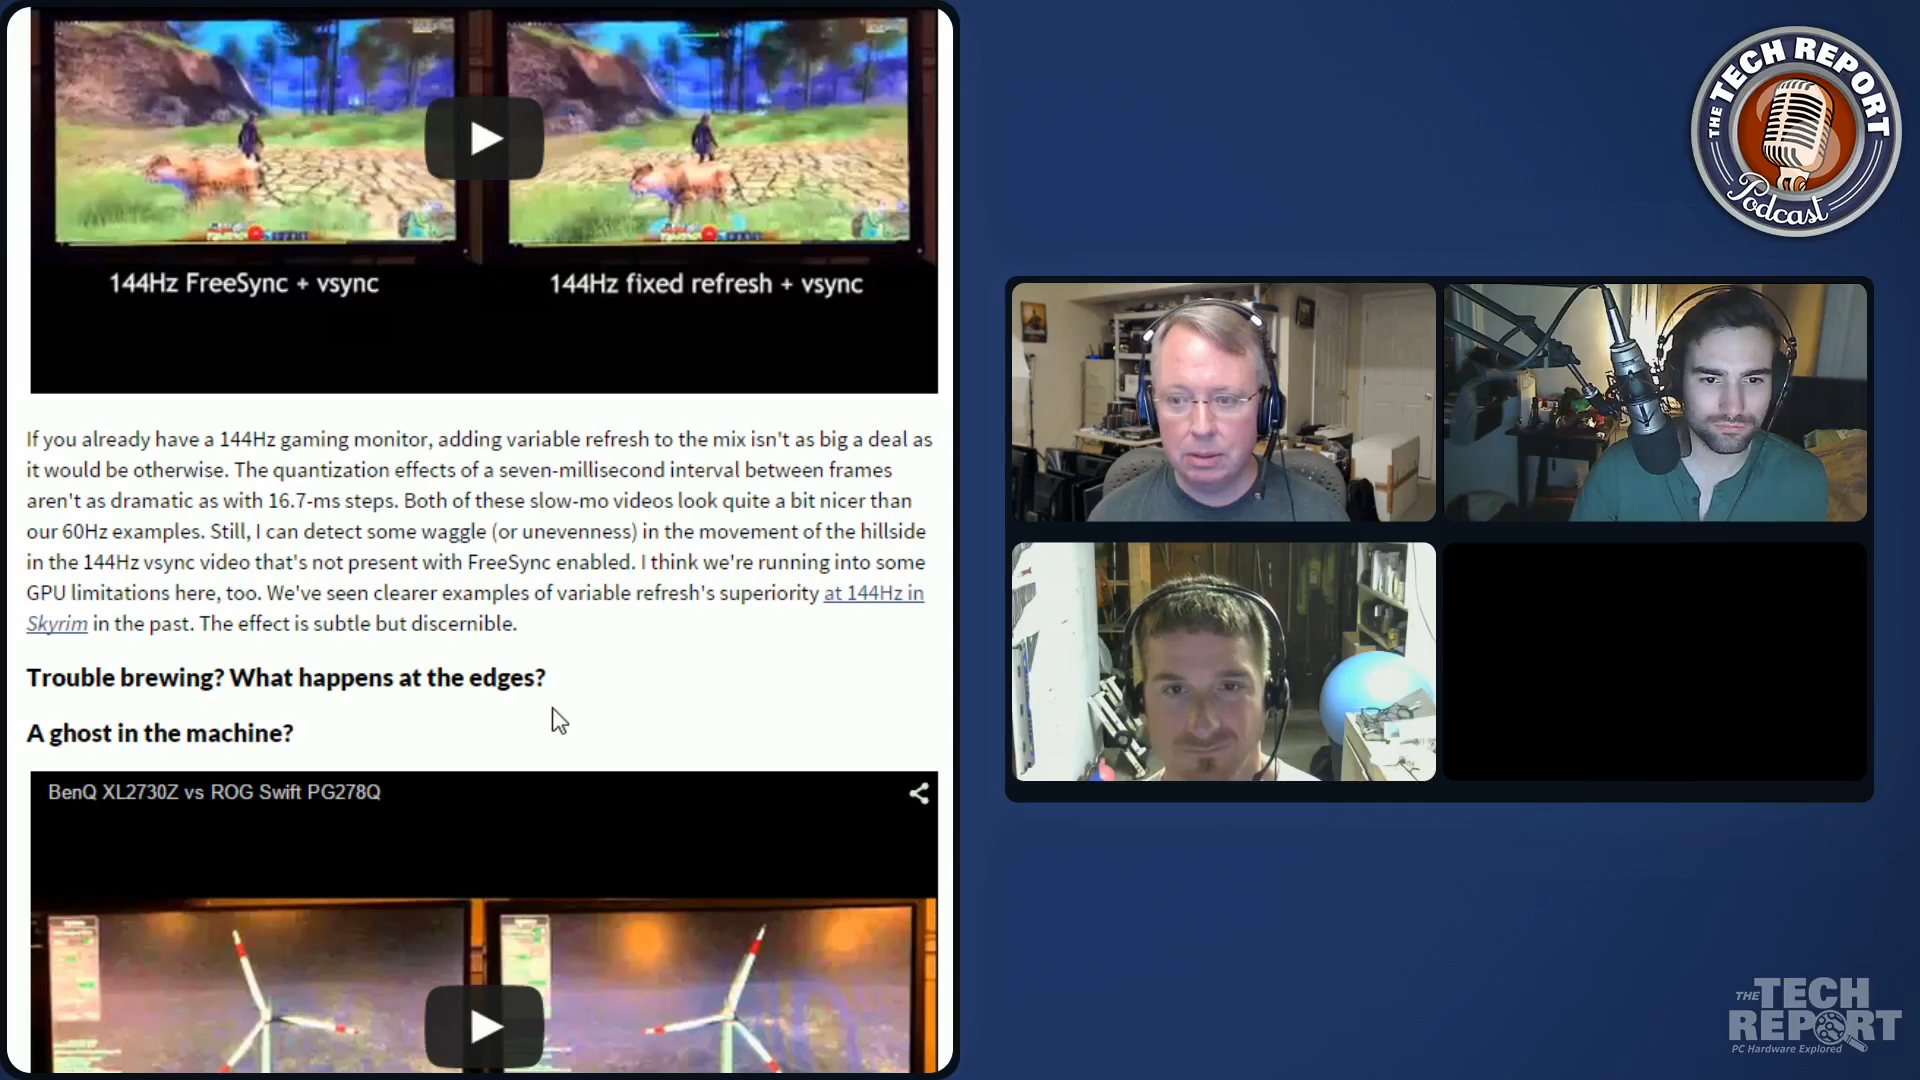 144Hz FreeSync + vsync
144Hz fixed refresh + vsync
If you already have a 144Hz gaming monitor, adding variable refresh to the mix isn't as big a deal as
it would be otherwise. The quantization effects of a seven-millisecond interval between frames
aren't as dramatic as with 16.7-ms steps. Both of these slow-mo videos look quite a bit nicer than
our 60Hz examples. Still, I can detect some waggle (or unevenness) in the movement of the hillside
in the 144Hz vsync video that's not present with FreeSync enabled. I think we're running into some
GPU limitations here, too. We've seen clearer examples of variable refresh's superiority at 144Hz in
Skyrim in the past. The effect is subtle but discernible.
Trouble brewing? What happens at the edges?
A ghost in the machine?
BenQ XL2730Z vs ROG Swift PG278Q
THE TECH REPORT
Podcast
THE TECH
REPORT
PC Hardware Explored